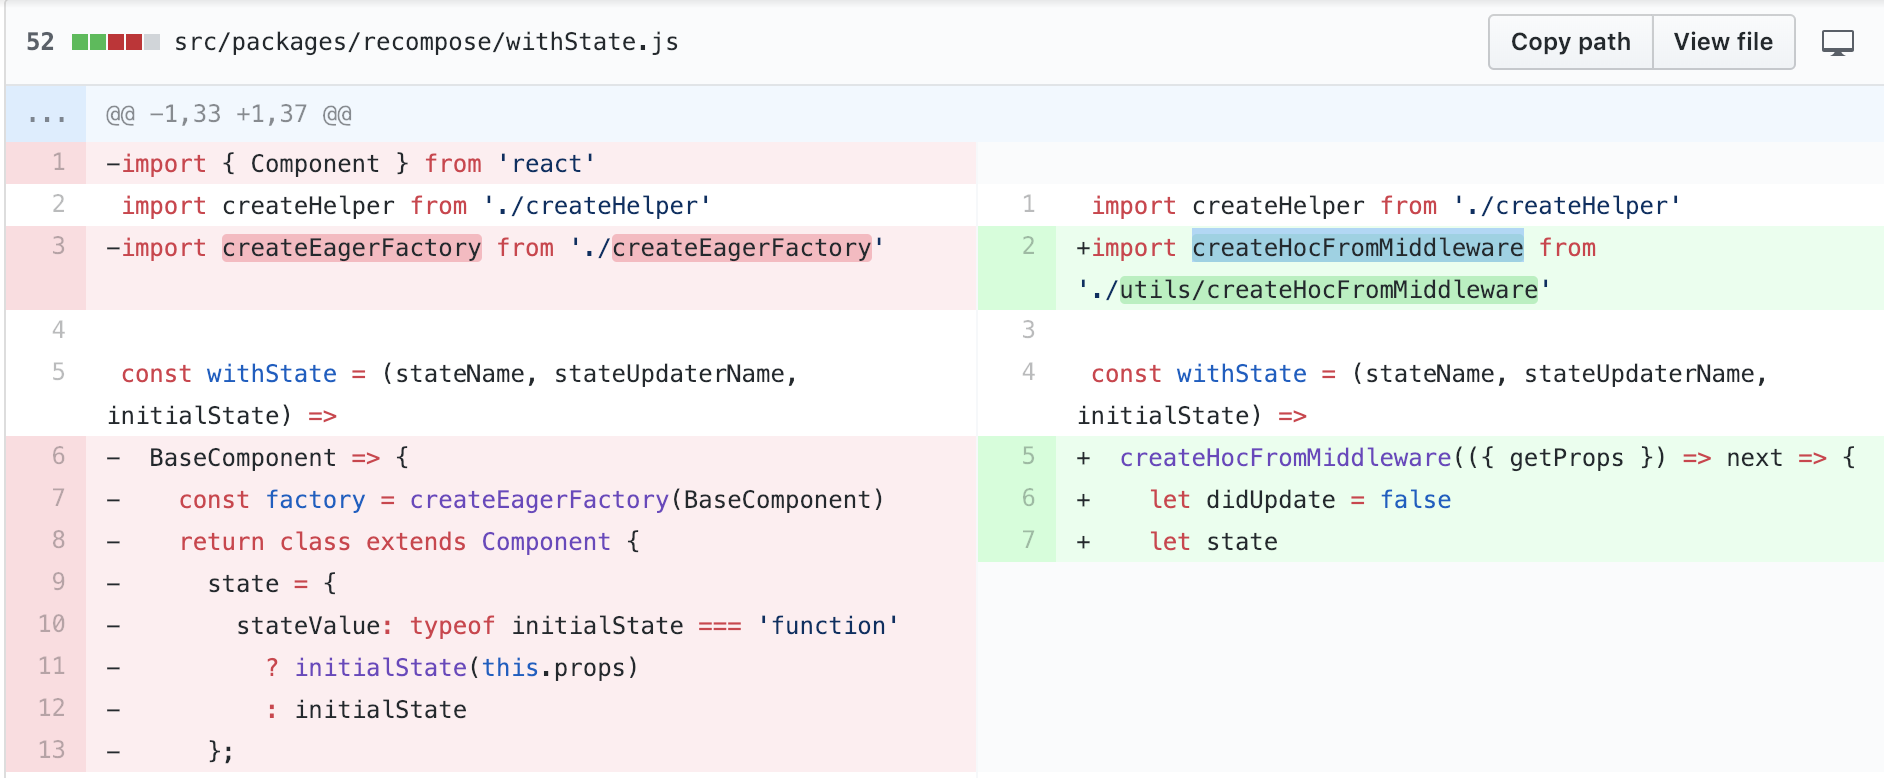 52 src/packages/recompose/withState.js Copy path View file
... @@ −1,33 +1,37 @@
1 −import { Component } from 'react'
2 import createHelper from './createHelper'
3 −import createEagerFactory from './createEagerFactory'
4
5 const withState = (stateName, stateUpdaterName,
initialState) =>
6 − BaseComponent => {
7 − const factory = createEagerFactory(BaseComponent)
8 − return class extends Component {
9 − state = {
10 − stateValue: typeof initialState === 'function'
11 − ? initialState(this.props)
12 − : initialState
13 − };
1 import createHelper from './createHelper'
2 +import createHocFromMiddleware from
'./utils/createHocFromMiddleware'
3
4 const withState = (stateName, stateUpdaterName,
initialState) =>
5 + createHocFromMiddleware(({ getProps }) => next => {
6 + let didUpdate = false
7 + let state